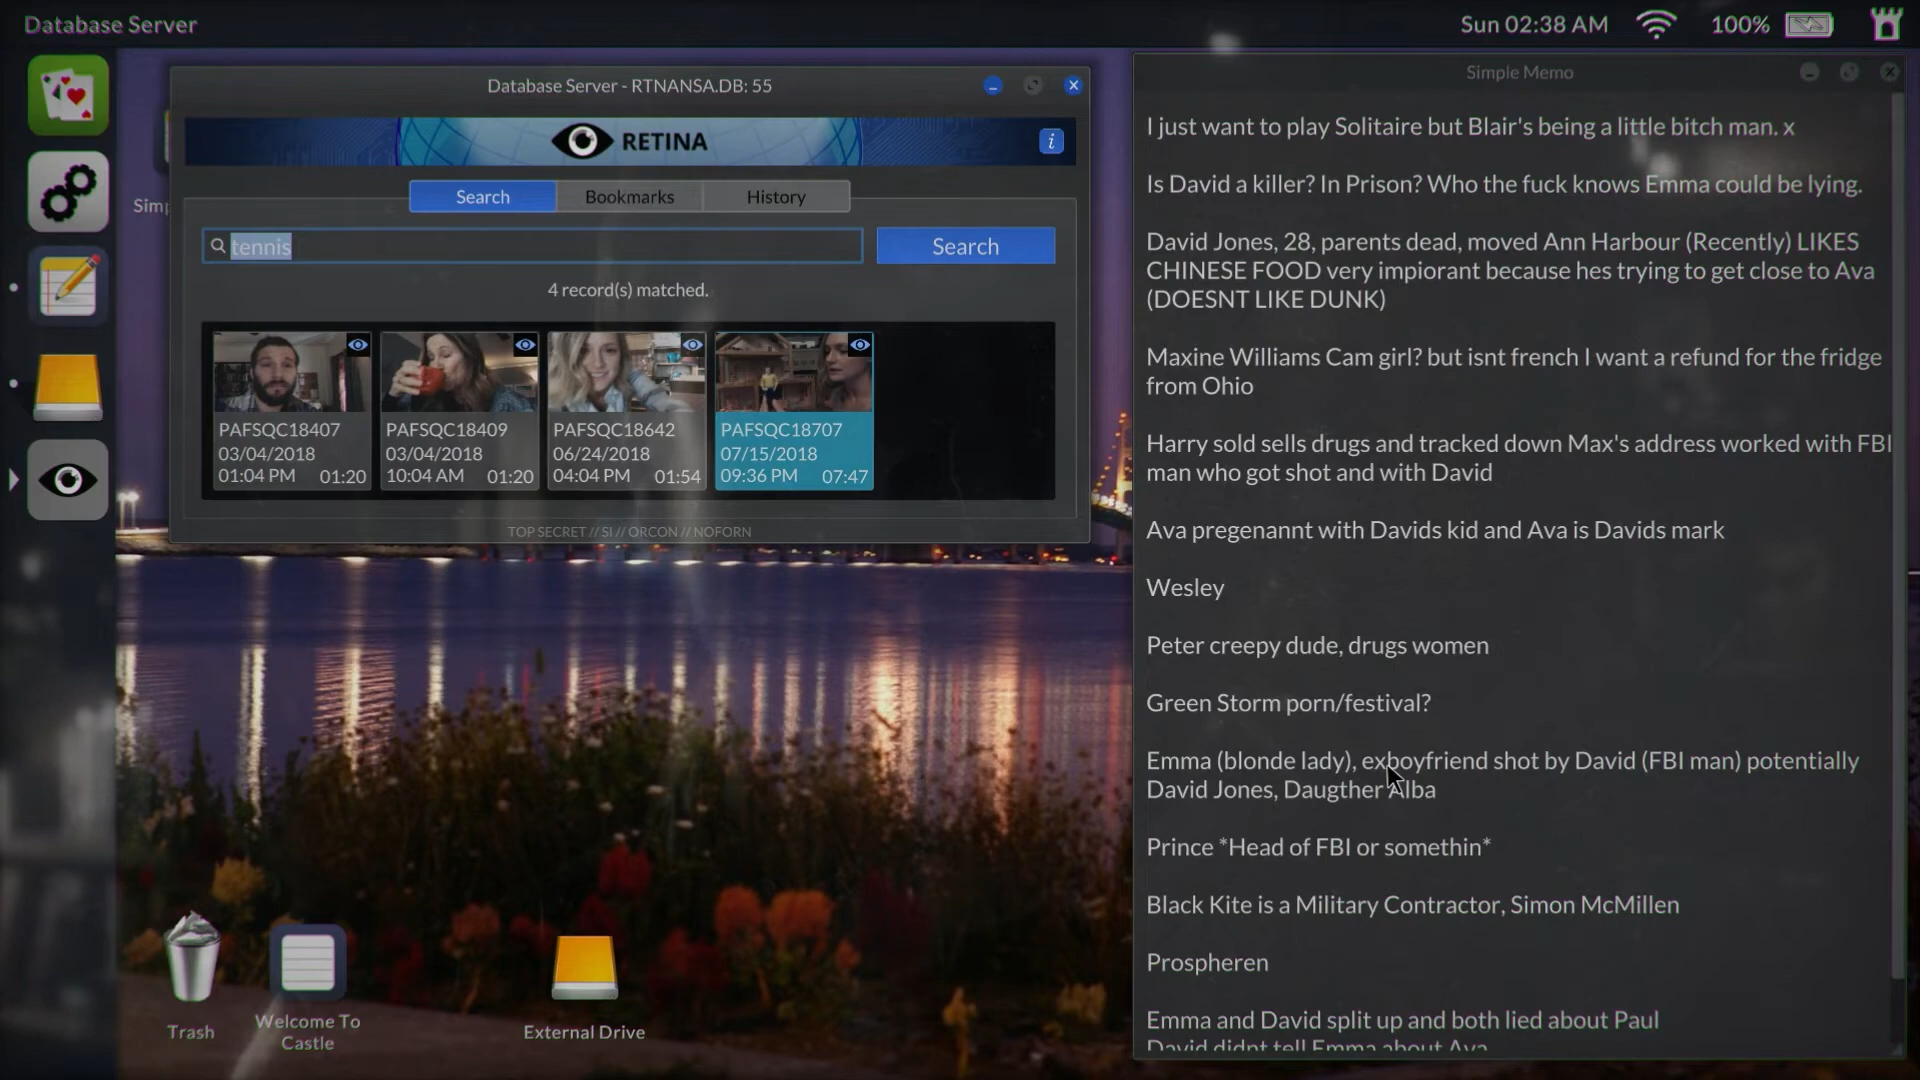 Database Server
Sun 02:38 AM
100%
Database Server - RTNANSA.DB: 55
RETINA
i
Search
Bookmarks
History
tennis
Search
4 record(s) matched.
PAFSQC18407
03/04/2018
01:04 PM 01:20
PAFSQC18409
03/04/2018
10:04 AM 01:20
PAFSQC18642
06/24/2018
04:04 PM 01:54
PAFSQC18707
07/15/2018
09:36 PM 07:47
TOP SECRET // SI // ORCON // NOFORN
Simp
Trash
Welcome To
Castle
External Drive
Simple Memo
I just want to play Solitaire but Blair's being a little bitch man. x
Is David a killer? In Prison? Who the fuck knows Emma could be lying.
David Jones, 28, parents dead, moved Ann Harbour (Recently) LIKES
CHINESE FOOD very impiorant because hes trying to get close to Ava
(DOESNT LIKE DUNK)
Maxine Williams Cam girl? but isnt french I want a refund for the fridge
from Ohio
Harry sold sells drugs and tracked down Max's address worked with FBI
man who got shot and with David
Ava pregenannt with Davids kid and Ava is Davids mark
Wesley
Peter creepy dude, drugs women
Green Storm porn/festival?
Emma (blonde lady), exboyfriend shot by David (FBI man) potentially
David Jones, Daugther Alba
Prince *Head of FBI or somethin*
Black Kite is a Military Contractor, Simon McMillen
Prospheren
Emma and David split up and both lied about Paul
David didnt tell Emma about Ava